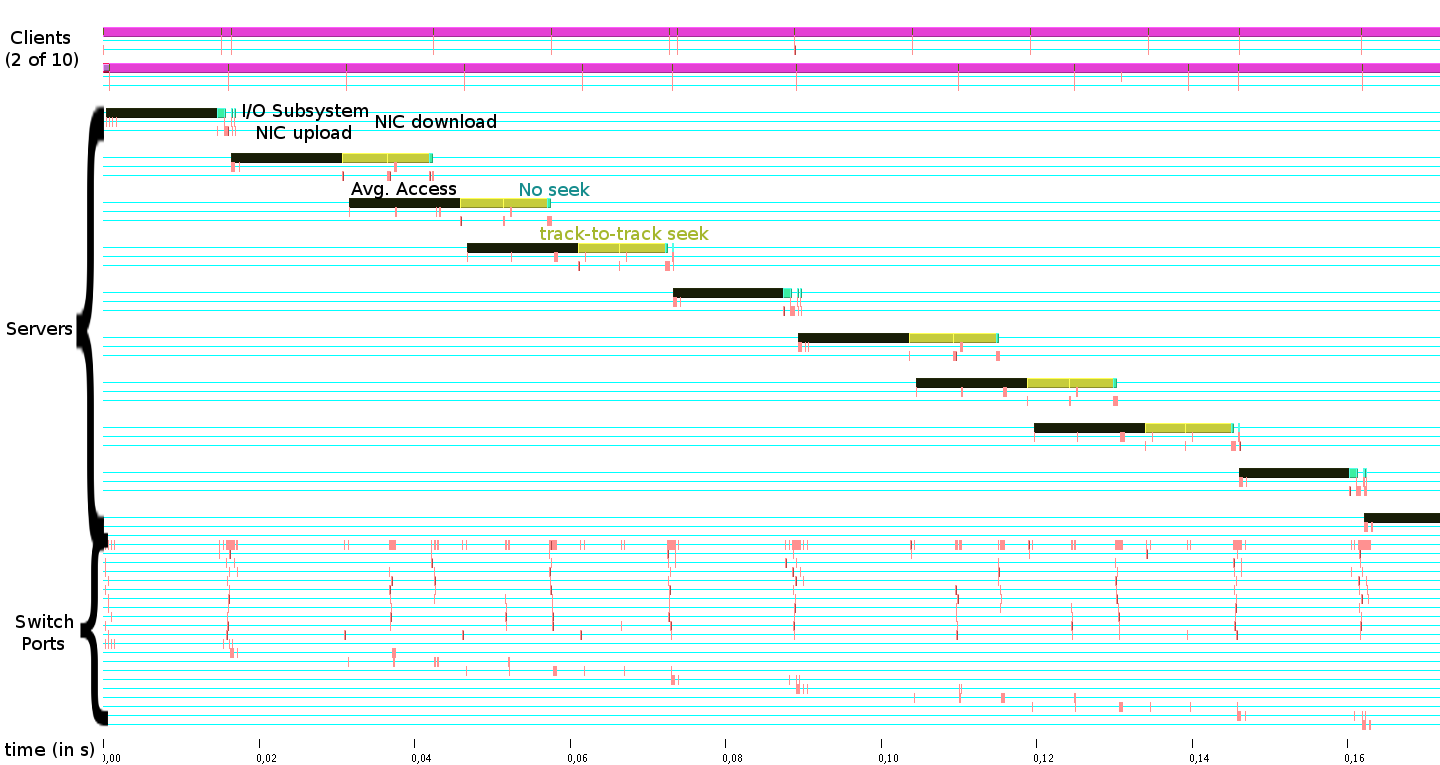 Clients
(2 of 10)
I/O Subsystem
NIC upload
NIC download
Avg. Access
No seek
track-to-track seek
Servers
Switch
Ports
time (in s)
0,00
0,02
0,04
0,06
0,08
0,10
0,12
0,14
0,16